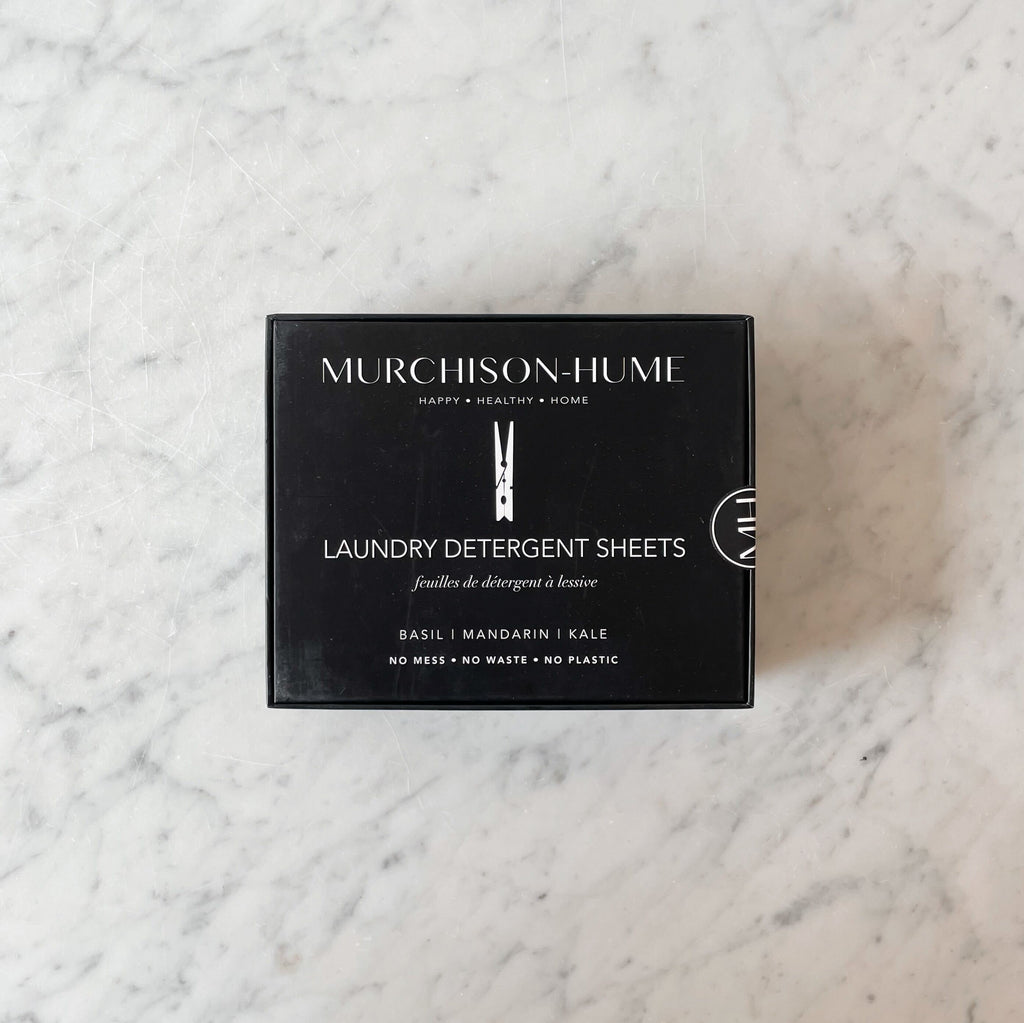 MURCHISON-HUME
HAPPY • HEALTHY • HOME
MH
LAUNDRY DETERGENT SHEETS
feuilles de détergent à lessive
BASIL | MANDARIN | KALE
NO MESS • NO WASTE • NO PLASTIC